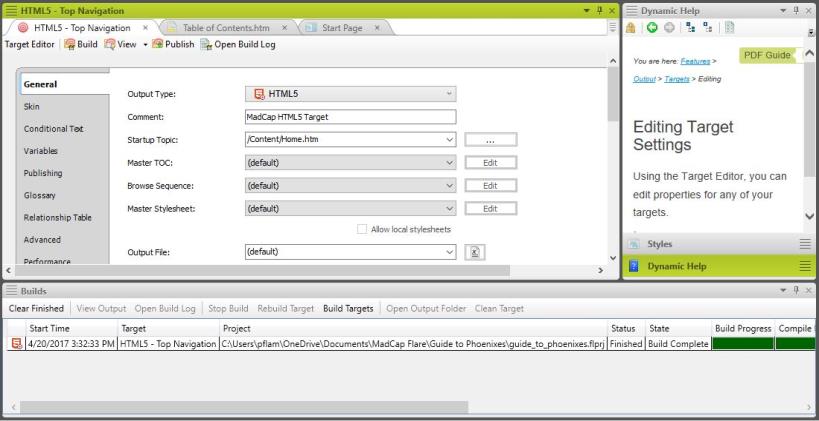 HTML5 - Top Navigation
HTML5 - Top Navigation Table of Contents.htm Start Page
Target Editor Build View Publish Open Build Log
General
Skin
Conditional Text
Variables
Publishing
Glossary
Relationship Table
Advanced
Performance
Output Type: HTML5
Comment: MadCap HTML5 Target
Startup Topic: /Content/Home.htm ...
Master TOC: (default) Edit
Browse Sequence: (default) Edit
Master Stylesheet: (default) Edit
Allow local stylesheets
Output File: (default)
Dynamic Help
PDF Guide
You are here: Features >
Output > Targets > Editing
Editing Target
Settings
Using the Target Editor, you can
edit properties for any of your
targets.
Styles
Dynamic Help
Builds
Clear Finished View Output Open Build Log Stop Build Rebuild Target Build Targets Open Output Folder Clean Target
Start Time Target Project Status State Build Progress Compile
4/20/2017 3:32:33 PM HTML5 - Top Navigation C:\Users\pflam\OneDrive\Documents\MadCap Flare\Guide to Phoenixes\guide_to_phoenixes.flprj Finished Build Complete